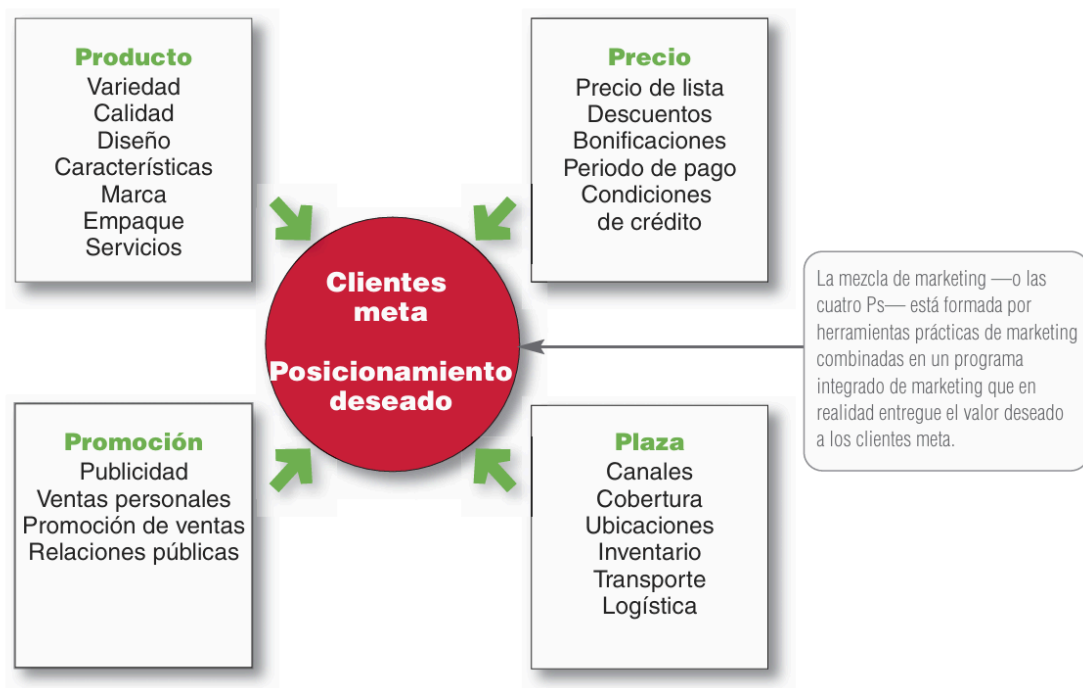 Producto
Variedad
Calidad
Diseño
Características
Marca
Empaque
Servicios
Precio
Precio de lista
Descuentos
Bonificaciones
Periodo de pago
Condiciones
de crédito
Clientes
meta
Posicionamiento
deseado
La mezcla de marketing —o las
cuatro Ps— está formada por
herramientas prácticas de marketing
combinadas en un programa
integrado de marketing que en
realidad entregue el valor deseado
a los clientes meta.
Promoción
Publicidad
Ventas personales
Promoción de ventas
Relaciones públicas
Plaza
Canales
Cobertura
Ubicaciones
Inventario
Transporte
Logística